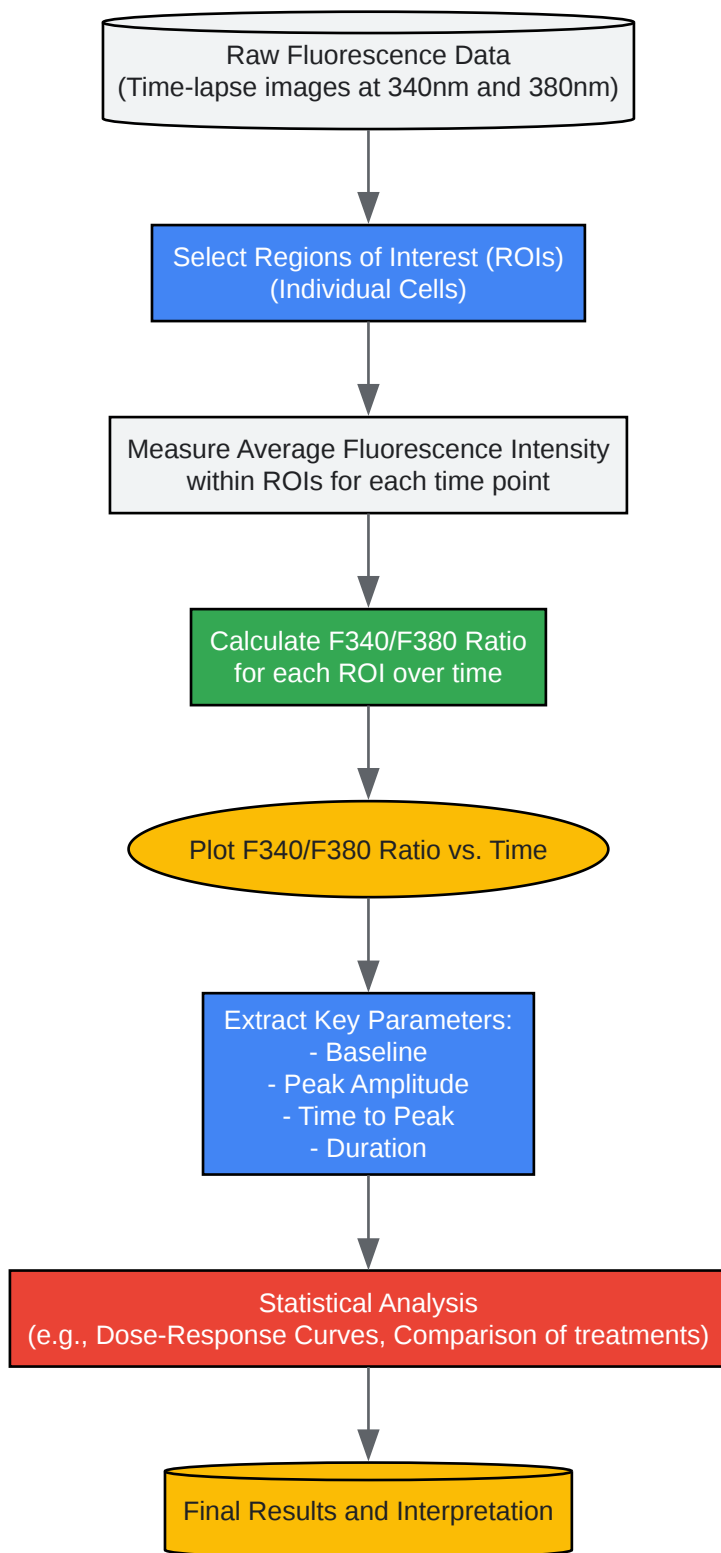 Raw Fluorescence Data
(Time-lapse images at 340nm and 380nm)
Select Regions of Interest (ROIs)
(Individual Cells)
Measure Average Fluorescence Intensity
within ROIs for each time point
Calculate F340/F380 Ratio
for each ROI over time
Plot F340/F380 Ratio vs. Time
Extract Key Parameters:
- Baseline
- Peak Amplitude
- Time to Peak
- Duration
Statistical Analysis
(e.g., Dose-Response Curves, Comparison of treatments)
Final Results and Interpretation